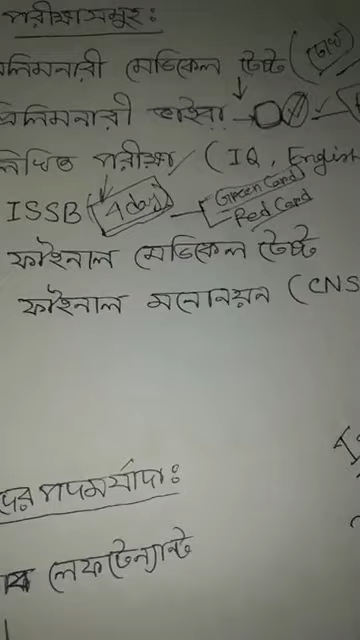 পরীক্ষাসমূহ:
লিমনারী মেডিকেল টেস্ট (চোখ)
লিমনারী ভাইবা →
লিখিত পরীক্ষা (IQ, English
ISSB (4 days) Green Card
Red Card
ফাইনাল মেডিকেল টেস্ট
ফাইনাল মনোনয়ন (CNS
দের পদমর্যাদা:
লেফটেন্যান্ট